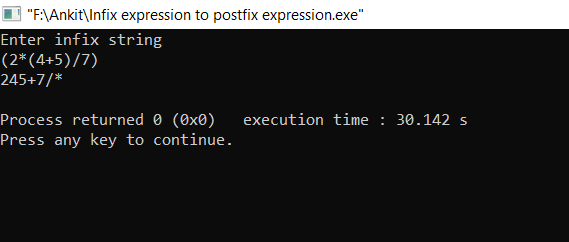 "F:\Ankit\Infix expression to postfix expression.exe"
Enter infix string
(2*(4+5)/7)
245+7/*
Process returned 0 (0x0)   execution time : 30.142 s
Press any key to continue.